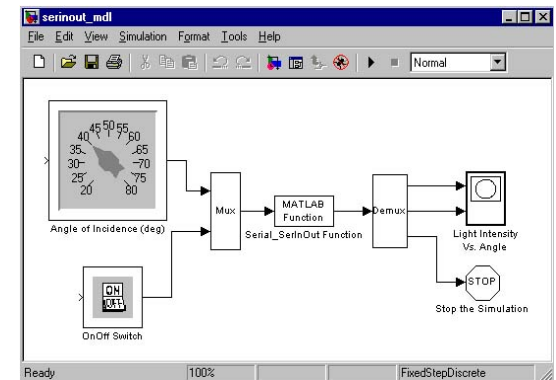 serinout_mdl
File Edit View Simulation Format Tools Help
Normal
45 50 55
40 60
35 65
30 70
25 75
20 80
Angle of Incidence (deg)
Mux
MATLAB
Function
Serial_SerInOut Function
Demux
Light Intensity
Vs. Angle
STOP
Stop the Simulation
ON
OFF
OnOff Switch
Ready 100% FixedStepDiscrete